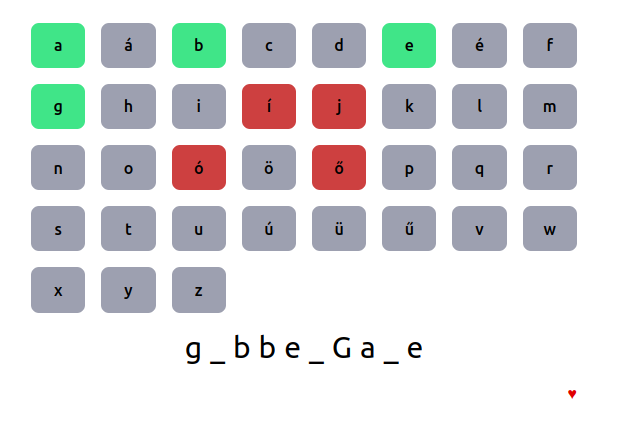 a á b c d e é f
g h i í j k l m
n o ó ö ő p q r
s t u ú ü ű v w
x y z
g _ b b e _ G a _ e
♥